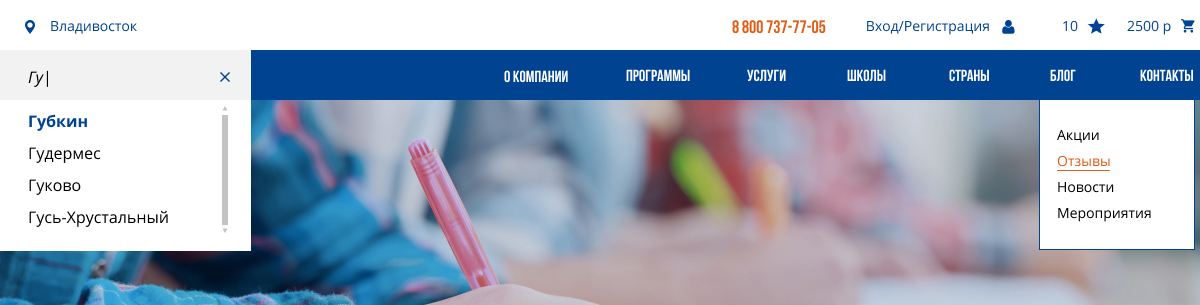 Владивосток 8 800 737-77-05 Вход/Регистрация 10 2500 р
Гу
О КОМПАНИИ ПРОГРАММЫ УСЛУГИ ШКОЛЫ СТРАНЫ БЛОГ КОНТАКТЫ
Губкин
Гудермес
Гуково
Гусь-Хрустальный
Акции
Отзывы
Новости
Мероприятия